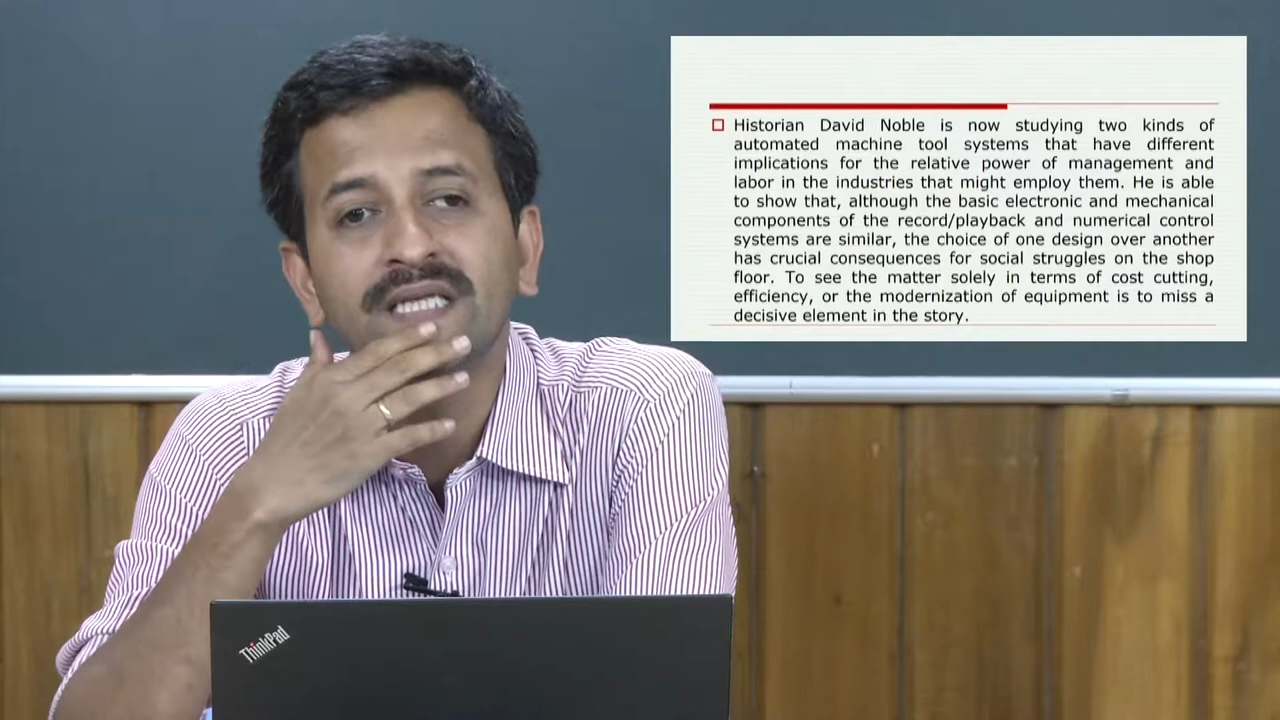 Historian David Noble is now studying two kinds of
automated machine tool systems that have different
implications for the relative power of management and
labor in the industries that might employ them. He is able
to show that, although the basic electronic and mechanical
components of the record/playback and numerical control
systems are similar, the choice of one design over another
has crucial consequences for social struggles on the shop
floor. To see the matter solely in terms of cost cutting,
efficiency, or the modernization of equipment is to miss a
decisive element in the story.
ThinkPad